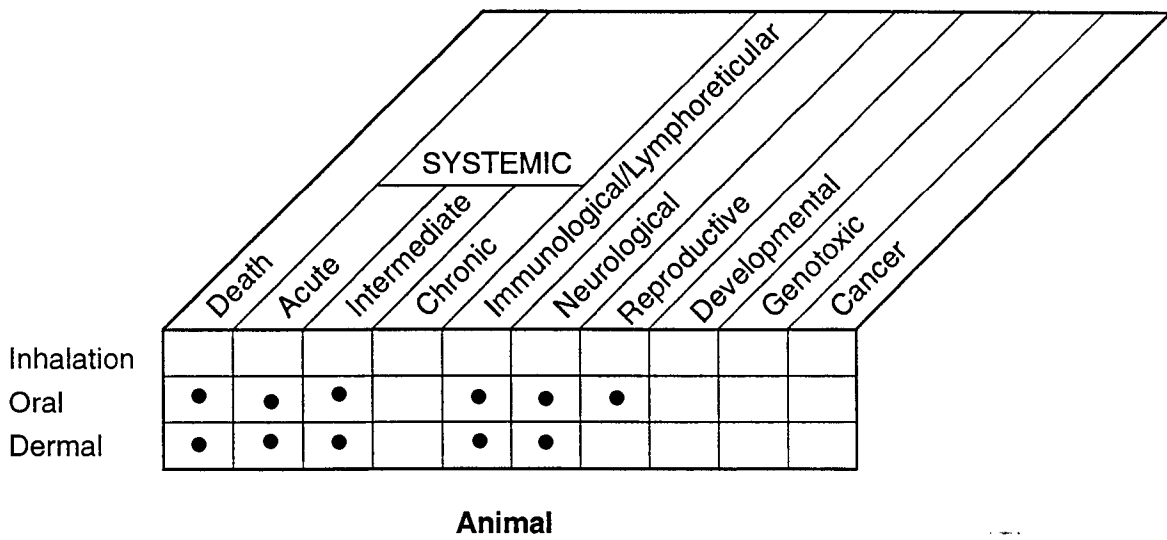 SYSTEMIC
Death
Acute
Intermediate
Chronic
Immunological/Lymphoreticular
Neurological
Reproductive
Developmental
Genotoxic
Cancer
Inhalation
Oral
Dermal
Animal